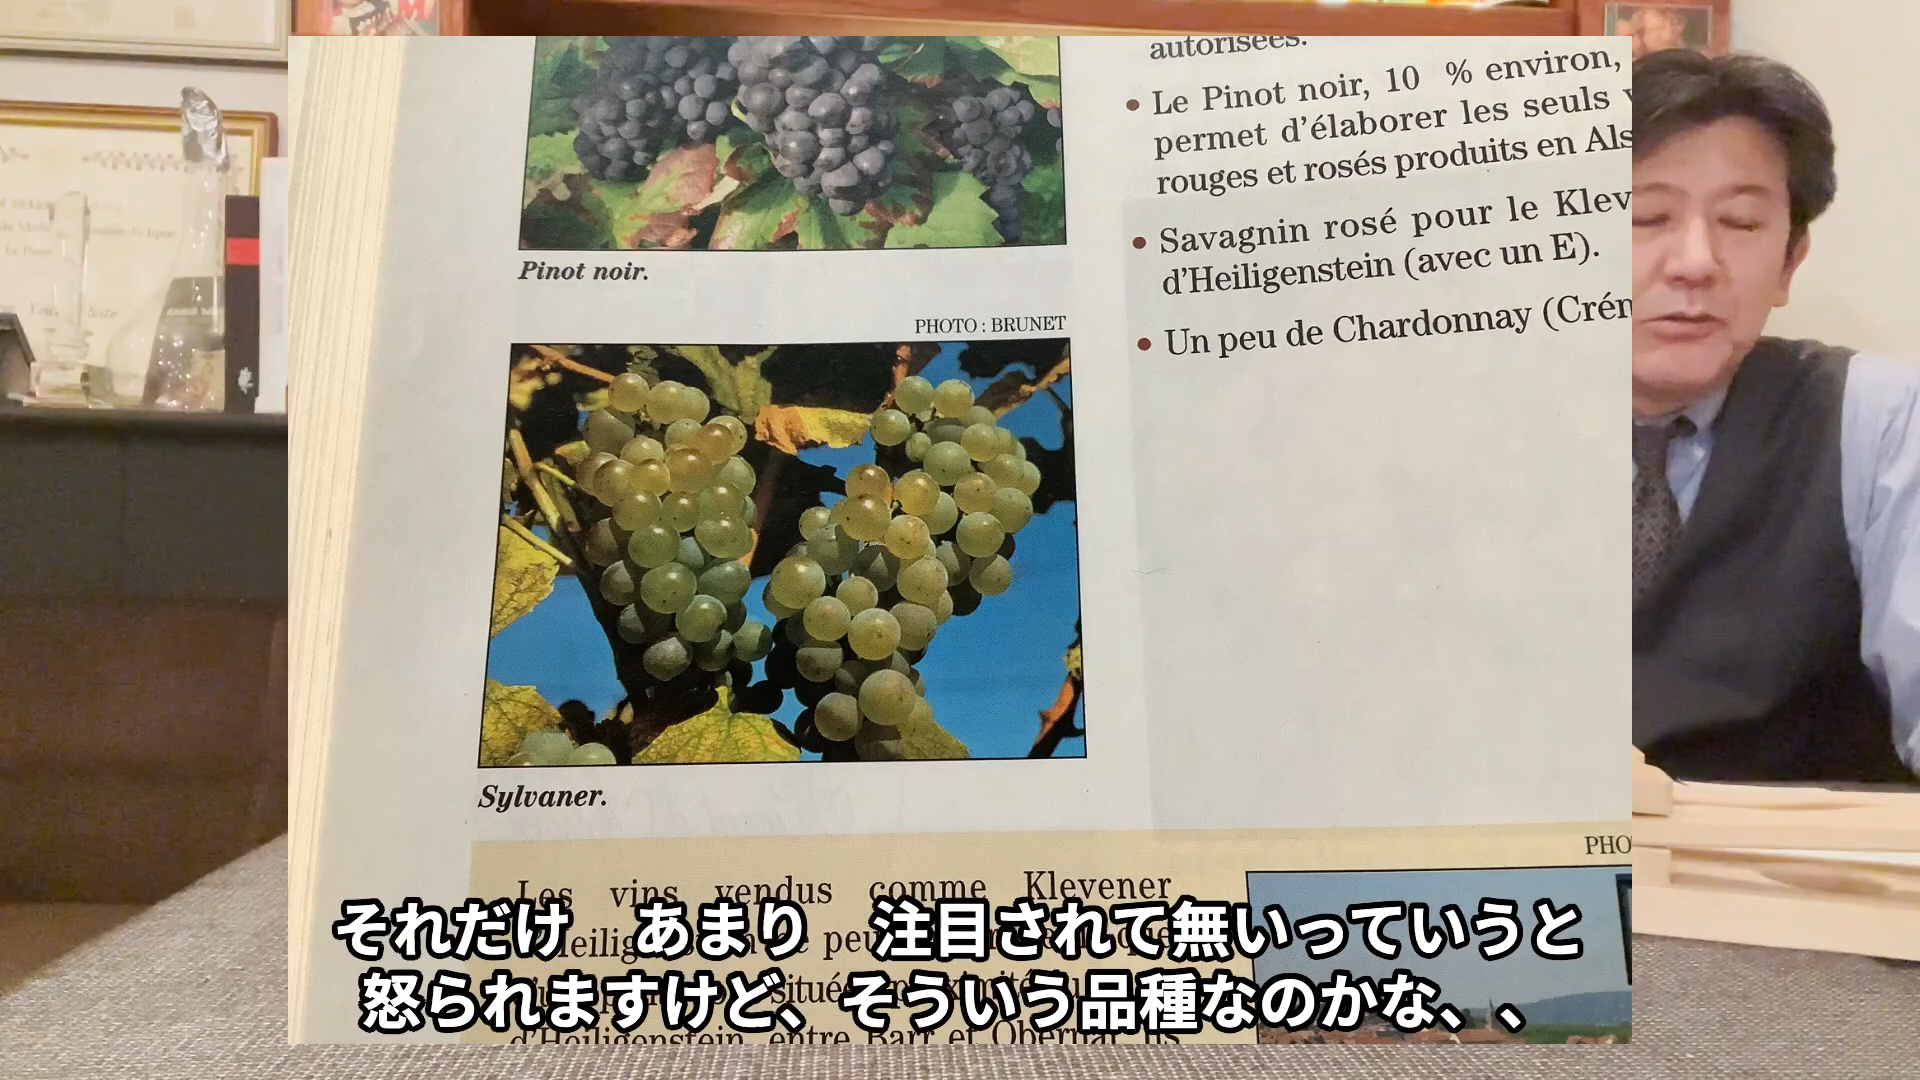 autorisées.
• Le Pinot noir, 10 % environ,
permet d'élaborer les seuls
rouges et rosés produits en Als
• Savagnin rosé pour le Klev
d'Heiligenstein (avec un E).
• Un peu de Chardonnay (Crém
Pinot noir.
PHOTO : BRUNET
Sylvaner.
PHO
Les vins vendus comme Klevener
située
d'Heiligenstein, entre Barr et Obernai. Ils
それだけ あまり 注目されて無いっていうと
怒られますけど、そういう品種なのかな、、